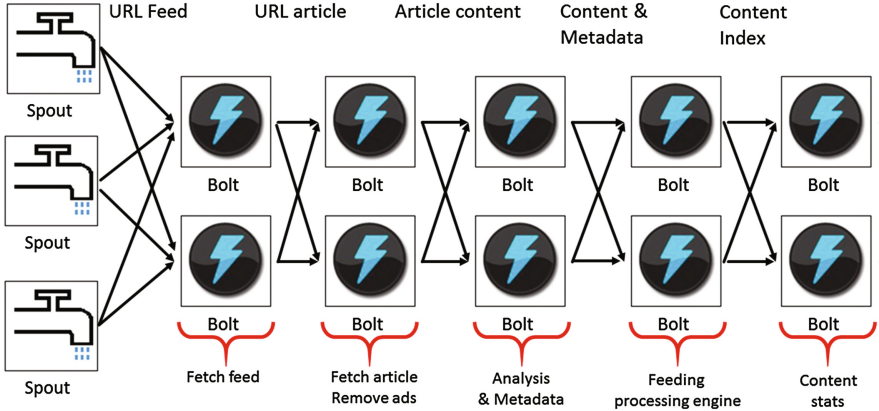 URL Feed
URL article
Article content
Content &
Metadata
Content
Index
Spout
Spout
Spout
Bolt
Bolt
Bolt
Bolt
Bolt
Bolt
Bolt
Bolt
Bolt
Bolt
Fetch feed
Fetch article
Remove ads
Analysis
& Metadata
Feeding
processing engine
Content
stats